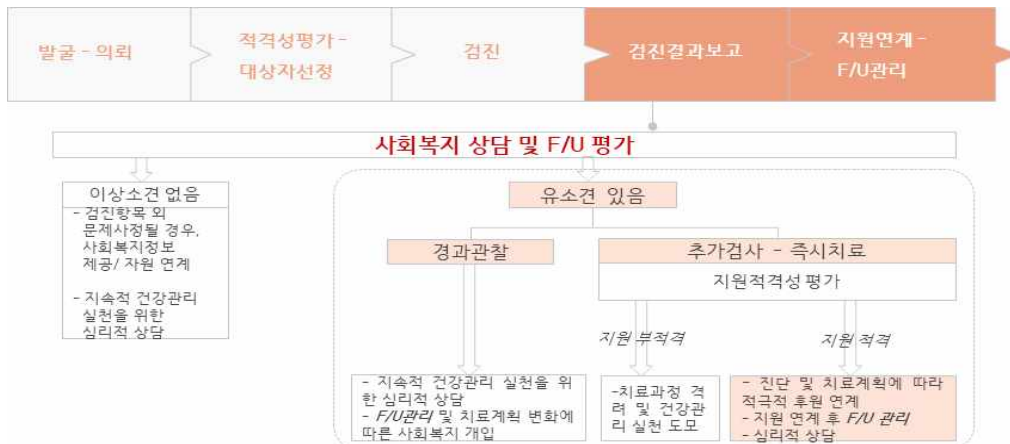 발굴 - 의뢰
적격성평가 -
대상자선정
검진
검진결과보고
지원연계 -
F/U관리
사회복지 상담 및 F/U 평가
이상소견 없음
- 검진항목 외
문제사정될 경우,
사회복지정보
제공/ 자원 연계
- 지속적 건강관리
실천을 위한
심리적 상담
유소견 있음
경과관찰
추가검사 - 즉시치료
지원적격성 평가
지원 부적격
지원 적격
- 지속적 건강관리 실천을 위
한 심리적 상담
- F/U관리 및 치료계획 변화에
따른 사회복지 개입
-치료과정 격
려 및 건강관
리 실천 도모
- 진단 및 치료계획에 따라
적극적 후원 연계
- 지원 연계 후 F/U 관리
- 심리적 상담